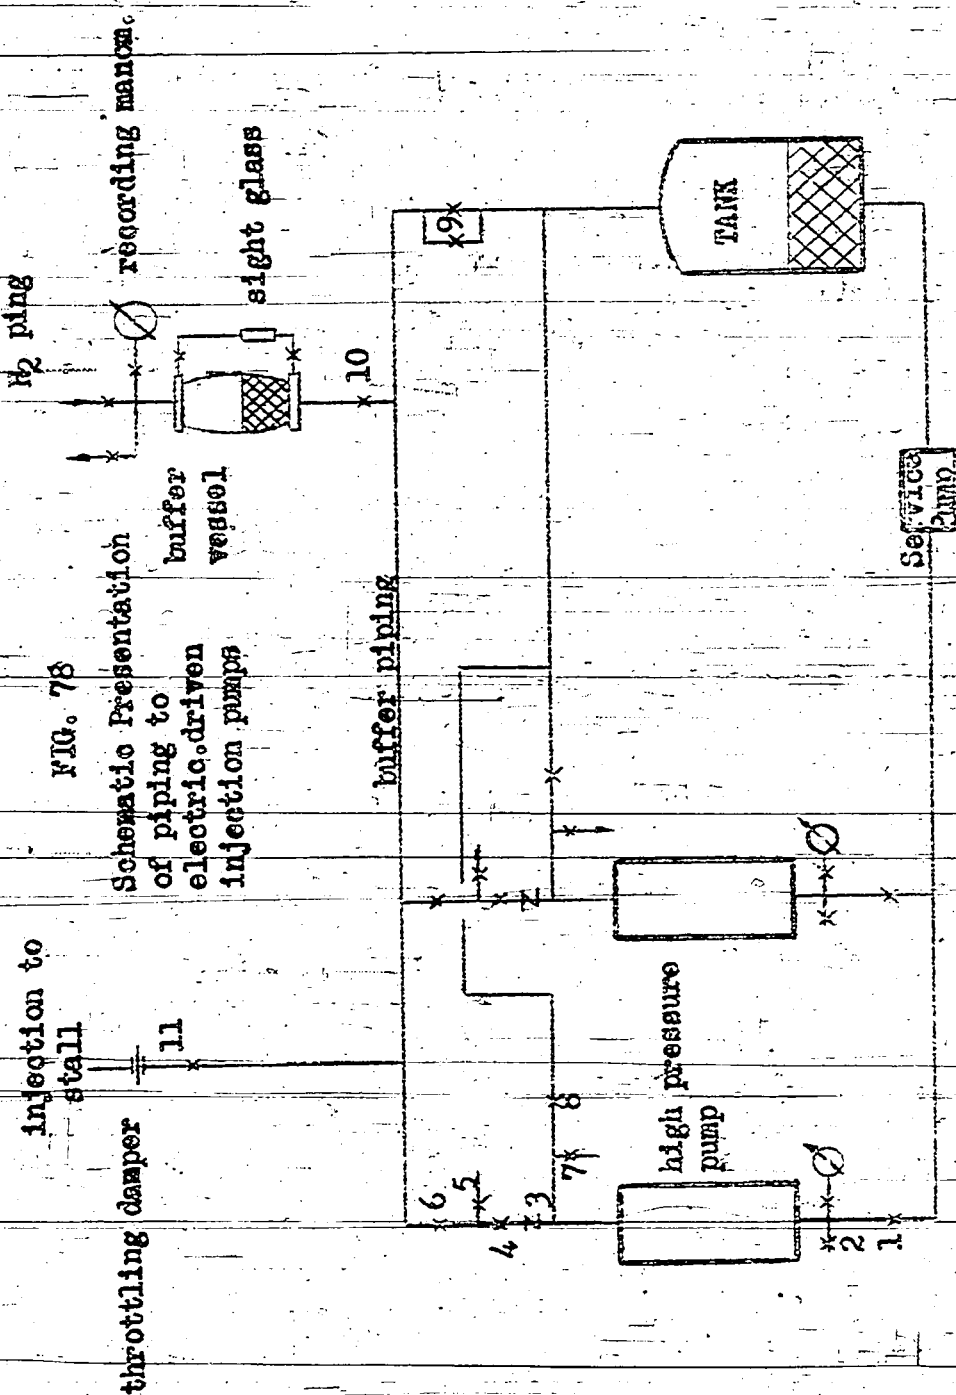 FIG. 78
Schematic Presentation
of piping to
electric.driven
injection pumps
injection to
stall
throttling damper
11
H2 ping
recording manom.
sight glass
buffer
vessel
10
buffer piping
9
TANK
6
5
4
3
7
8
high pressure
pump
2
1
Service
Pump